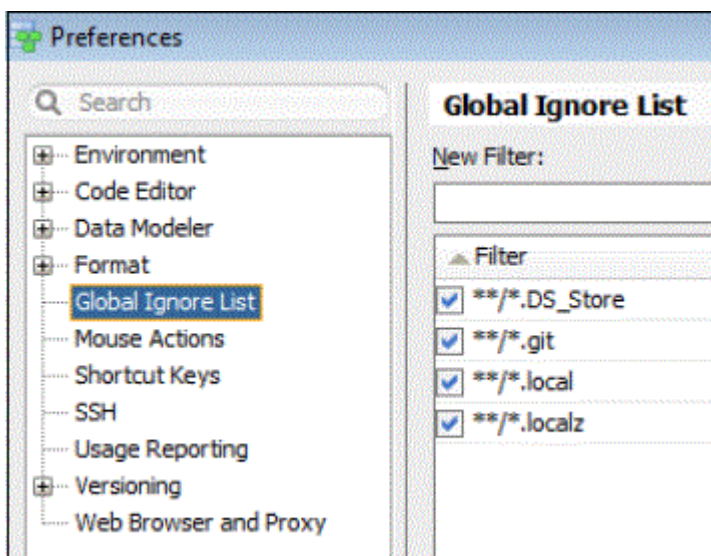 Preferences
Search
Environment
Code Editor
Data Modeler
Format
Global Ignore List
Mouse Actions
Shortcut Keys
SSH
Usage Reporting
Versioning
Web Browser and Proxy
Global Ignore List
New Filter:
Filter
**/*.DS_Store
**/*.git
**/*.local
**/*.localz